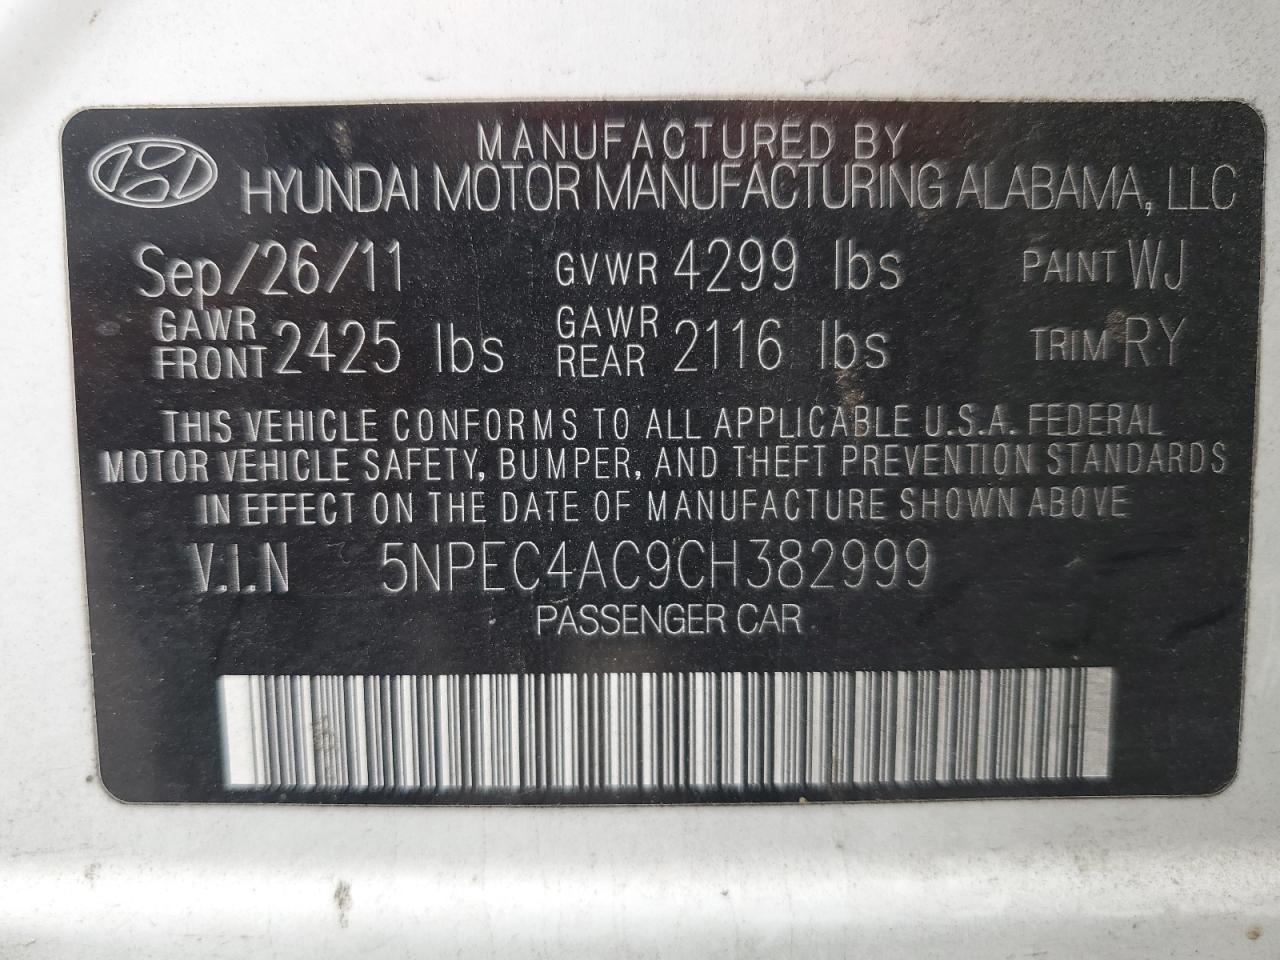 MANUFACTURED BY
HYUNDAI MOTOR MANUFACTURING ALABAMA, LLC
Sep/26/11 GVWR 4299 lbs PAINT WJ
GAWR FRONT 2425 lbs GAWR REAR 2116 lbs TRIM RY
THIS VEHICLE CONFORMS TO ALL APPLICABLE U.S.A. FEDERAL
MOTOR VEHICLE SAFETY, BUMPER, AND THEFT PREVENTION STANDARDS
IN EFFECT ON THE DATE OF MANUFACTURE SHOWN ABOVE
V.I.N 5NPEC4AC9CH382999
PASSENGER CAR